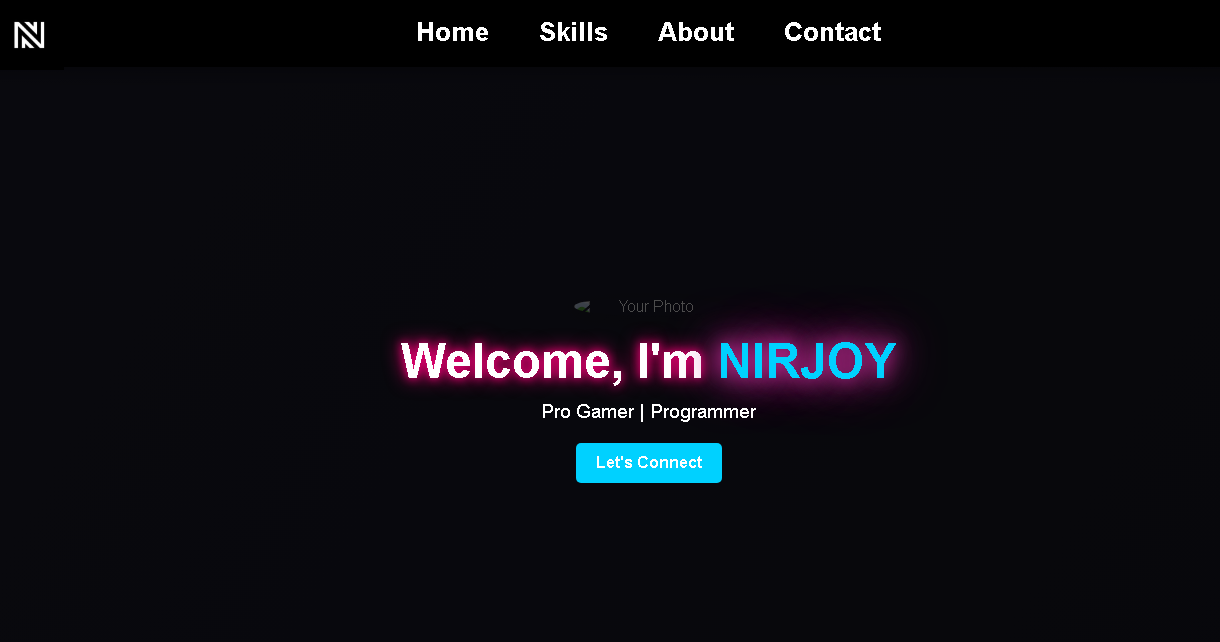 Home Skills About Contact
Your Photo
Welcome, I'm NIRJOY
Pro Gamer | Programmer
Let's Connect